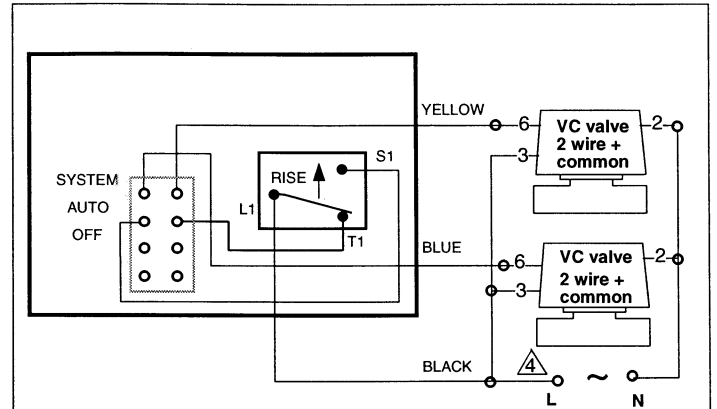 YELLOW
6
VC valve
2 wire +
common
2
3
S1
RISE
SYSTEM
AUTO
OFF
L1
T1
BLUE
6
VC valve
2 wire +
common
2
3
BLACK
4
~
L
N